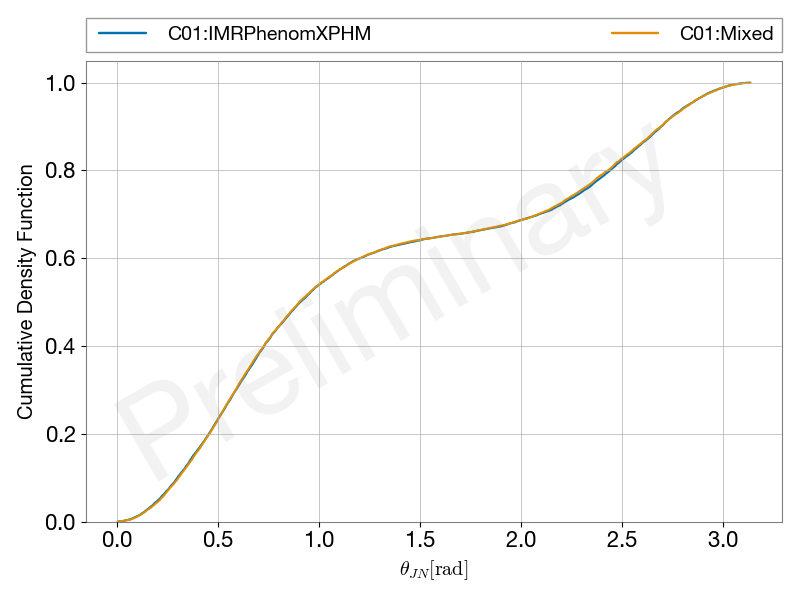 C01:IMRPhenomXPHM C01:Mixed
Cumulative Density Function
1.0
0.8
0.6
0.4
0.2
0.0
Preliminary
0.0 0.5 1.0 1.5 2.0 2.5 3.0
θ_JN[rad]